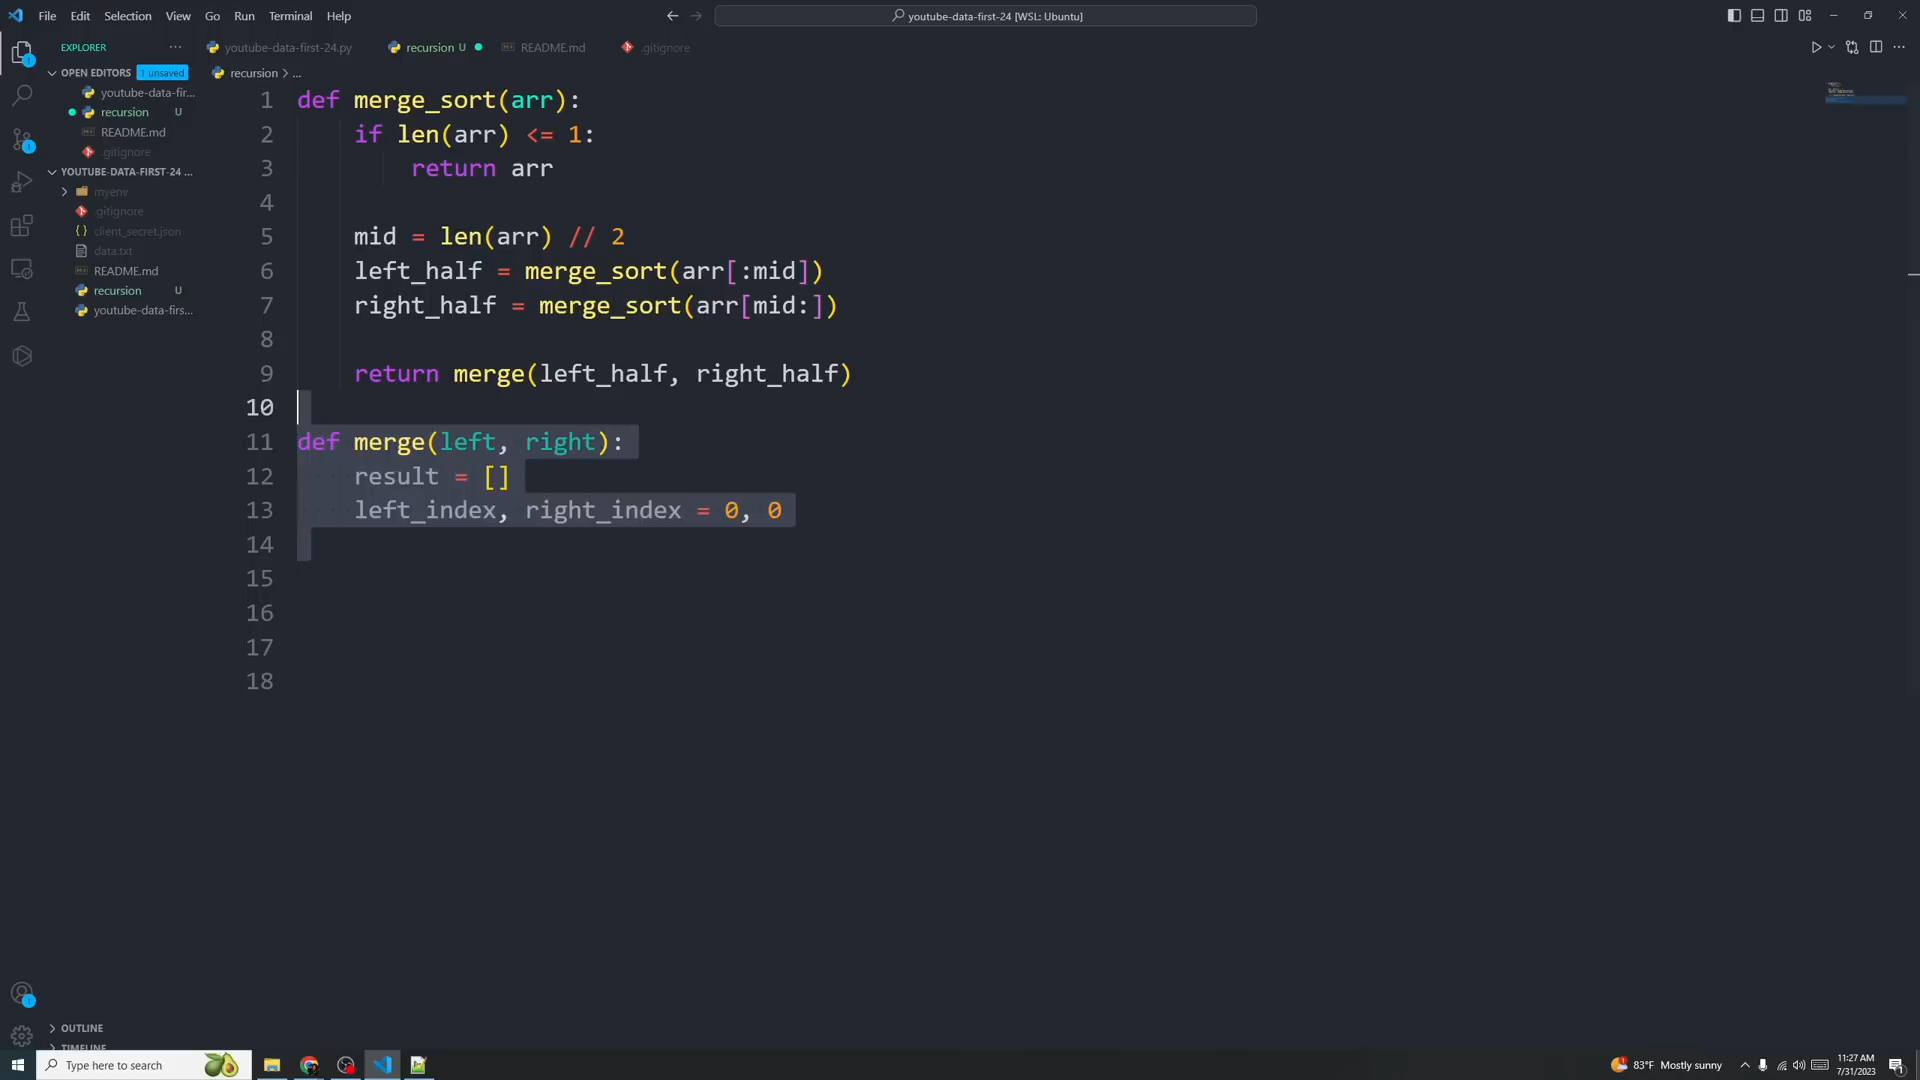 File Edit Selection View Go Run Terminal Help
youtube-data-first-24 [WSL: Ubuntu]
EXPLORER
youtube-data-first-24.py
recursion U
README.md
.gitignore
OPEN EDITORS 1 unsaved
recursion > ...
youtube-data-fir...
recursion U
README.md
.gitignore
YOUTUBE-DATA-FIRST-24 ...
myenv
.gitignore
client_secret.json
data.txt
README.md
recursion U
youtube-data-firs...
1 def merge_sort(arr):
2 if len(arr) <= 1:
3 return arr
4
5 mid = len(arr) // 2
6 left_half = merge_sort(arr[:mid])
7 right_half = merge_sort(arr[mid:])
8
9 return merge(left_half, right_half)
10
11 def merge(left, right):
12 result = []
13 left_index, right_index = 0, 0
14
15
16
17
18
OUTLINE
TIMELINE
Type here to search
83°F Mostly sunny
11:27 AM
7/31/2023